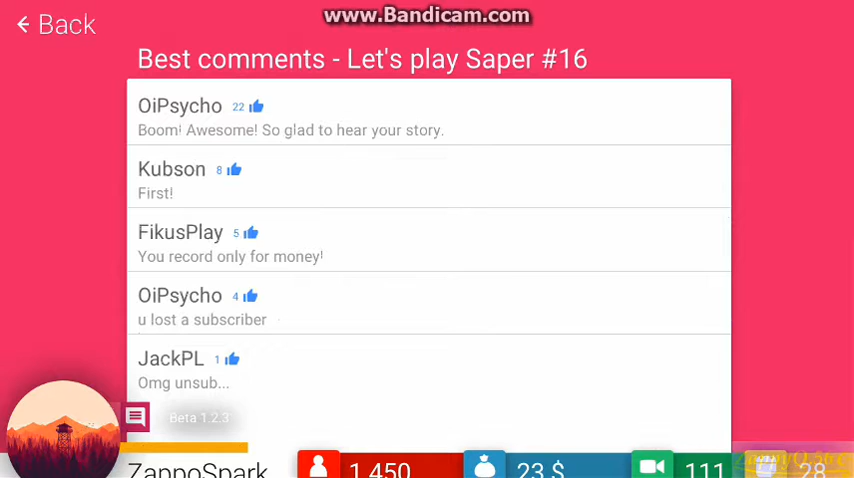 www.Bandicam.com
Back
Best comments - Let's play Saper #16
OiPsycho 22
Boom! Awesome! So glad to hear your story.
Kubson 8
First!
FikusPlay 5
You record only for money!
OiPsycho 4
u lost a subscriber
JackPL 1
Omg unsub...
Beta 1.2.3
ZappoSpark 1 450 23 $ 111 28